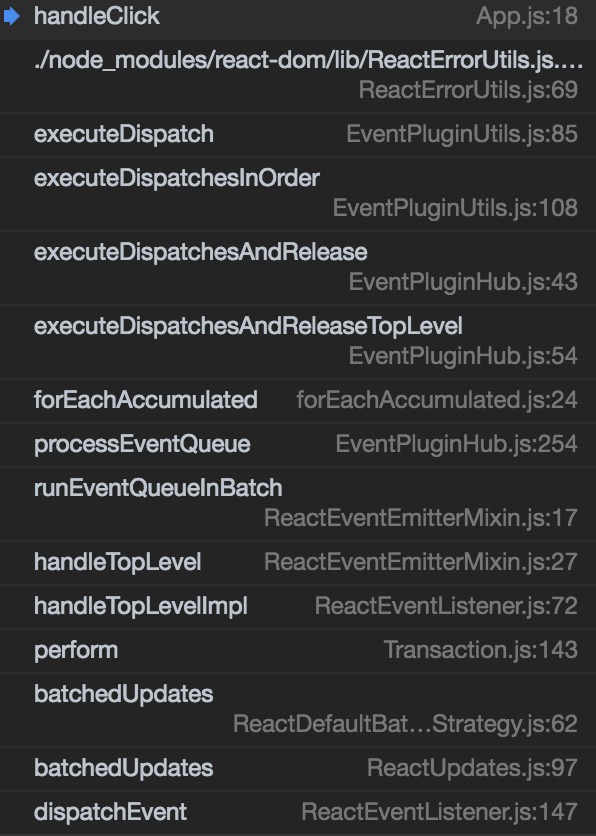 handleClick App.js:18
./node_modules/react-dom/lib/ReactErrorUtils.js.…
ReactErrorUtils.js:69
executeDispatch EventPluginUtils.js:85
executeDispatchesInOrder
EventPluginUtils.js:108
executeDispatchesAndRelease
EventPluginHub.js:43
executeDispatchesAndReleaseTopLevel
EventPluginHub.js:54
forEachAccumulated forEachAccumulated.js:24
processEventQueue EventPluginHub.js:254
runEventQueueInBatch
ReactEventEmitterMixin.js:17
handleTopLevel ReactEventEmitterMixin.js:27
handleTopLevelImpl ReactEventListener.js:72
perform Transaction.js:143
batchedUpdates
ReactDefaultBat…Strategy.js:62
batchedUpdates ReactUpdates.js:97
dispatchEvent ReactEventListener.js:147